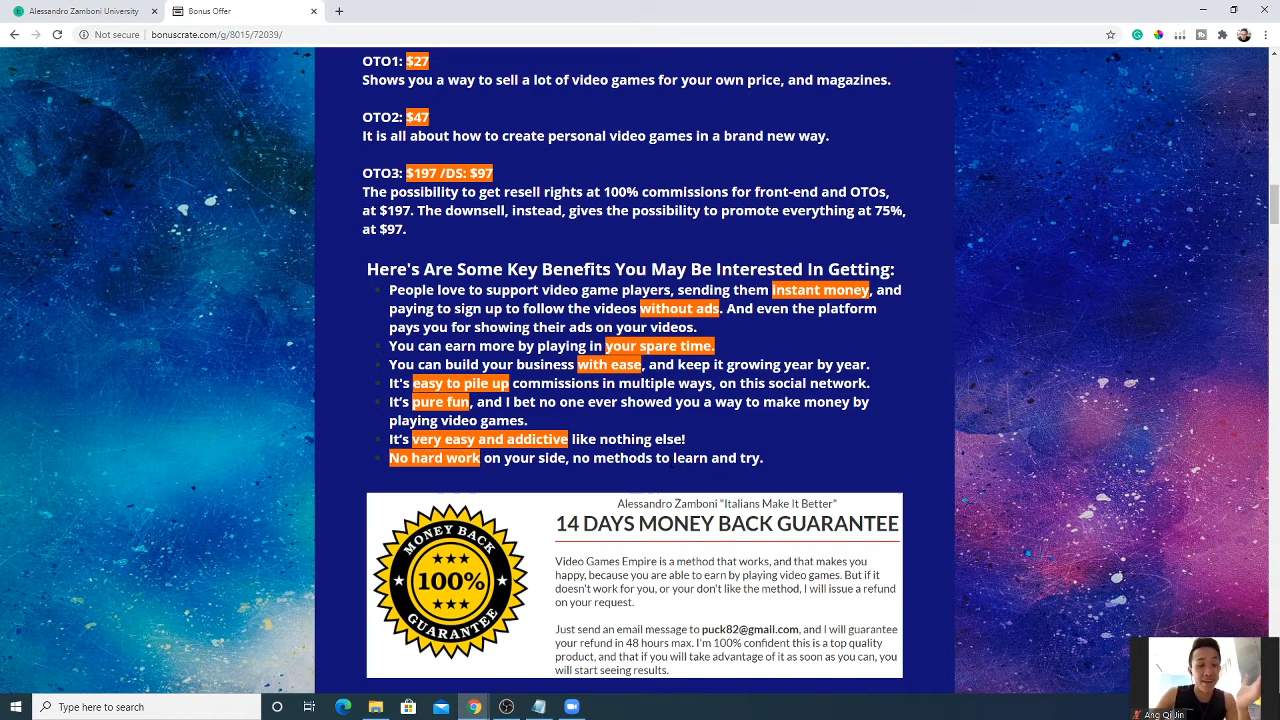 Alessandro Zamboni University
Bonus Offer
Not secure
bonuscrate.com/g/8015/72039/
OTO1: $27
Shows you a way to sell a lot of video games for your own price, and magazines.
OTO2: $47
It is all about how to create personal video games in a brand new way.
OTO3: $197 /DS: $97
The possibility to get resell rights at 100% commissions for front-end and OTOs,
at $197. The downsell, instead, gives the possibility to promote everything at 75%,
at $97.
Here's Are Some Key Benefits You May Be Interested In Getting:
People love to support video game players, sending them instant money, and
paying to sign up to follow the videos without ads. And even the platform
pays you for showing their ads on your videos.
You can earn more by playing in your spare time.
You can build your business with ease, and keep it growing year by year.
It's easy to pile up commissions in multiple ways, on this social network.
It's pure fun, and I bet no one ever showed you a way to make money by
playing video games.
It's very easy and addictive like nothing else!
No hard work on your side, no methods to learn and try.
MONEY BACK
100%
GUARANTEE
Alessandro Zamboni "Italians Make It Better"
14 DAYS MONEY BACK GUARANTEE
Video Games Empire is a method that works, and that makes you
happy, because you are able to earn by playing video games. But if it
doesn't work for you, or your don't like the method, I will issue a refund
on your request.
Just send an email message to puck82@gmail.com, and I will guarantee
your refund in 48 hours max. I'm 100% confident this is a top quality
product, and that if you will take advantage of it as soon as you can, you
will start seeing results.
Type here to search
Ang QiJin